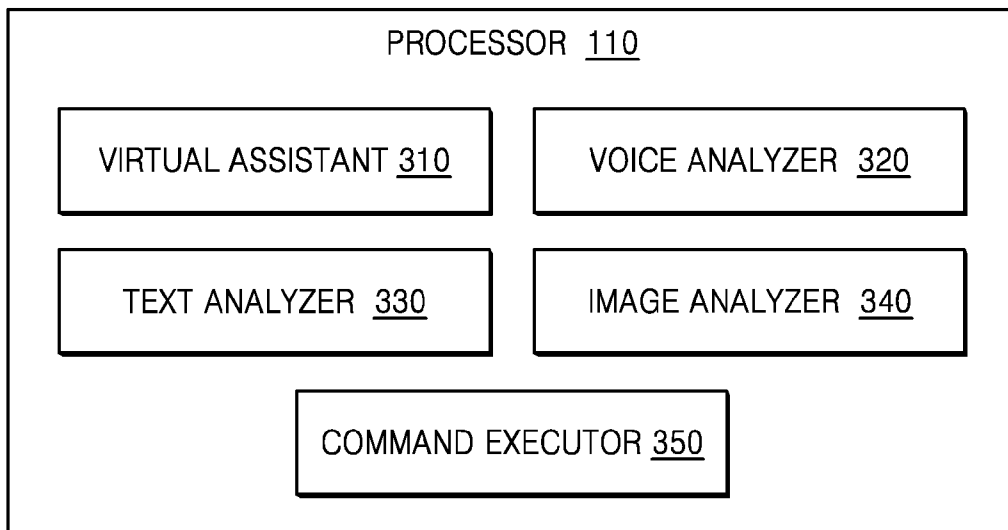 PROCESSOR 110
VIRTUAL ASSISTANT 310
VOICE ANALYZER 320
TEXT ANALYZER 330
IMAGE ANALYZER 340
COMMAND EXECUTOR 350